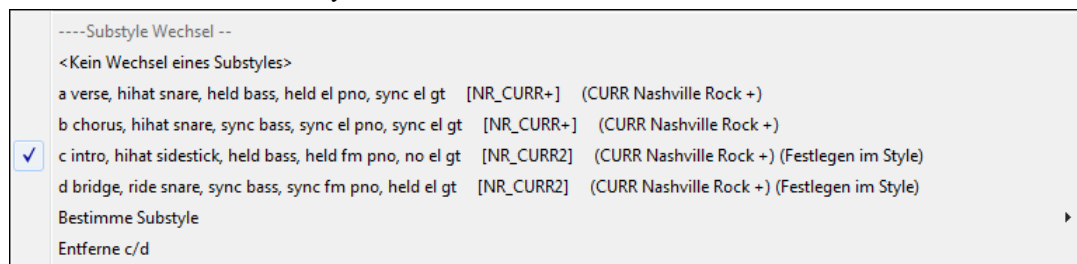 ----Substyle Wechsel --
<Kein Wechsel eines Substyles>
a verse, hihat snare, held bass, held el pno, sync el gt [NR_CURR+] (CURR Nashville Rock +)
b chorus, hihat snare, sync bass, sync el pno, sync el gt [NR_CURR+] (CURR Nashville Rock +)
c intro, hihat sidestick, held bass, held fm pno, no el gt [NR_CURR2] (CURR Nashville Rock +) (Festlegen im Style)
d bridge, ride snare, sync bass, sync fm pno, held el gt [NR_CURR2] (CURR Nashville Rock +) (Festlegen im Style)
Bestimme Substyle
Entferne c/d